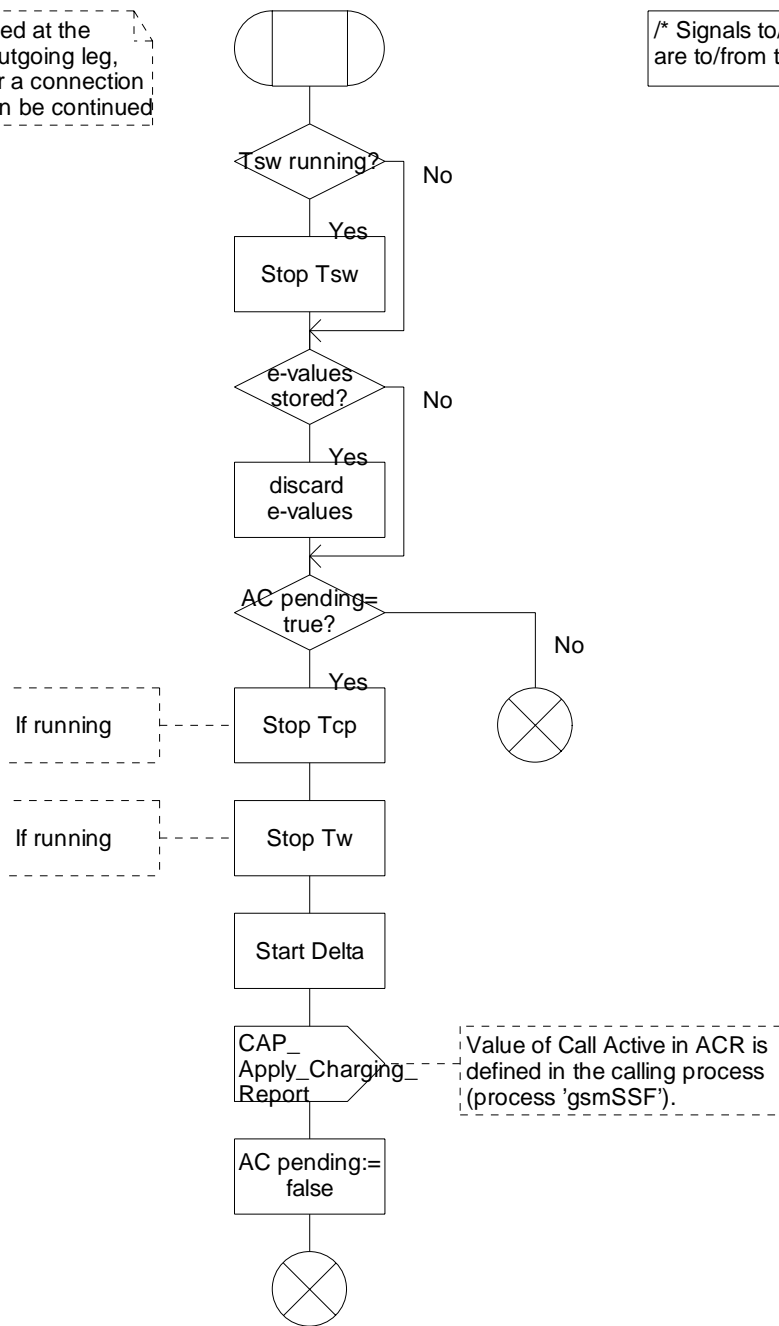 ed at the
utgoing leg,
r a connection
n be continued
/* Signals to/
are to/from t
Tsw running?
No
Yes
Stop Tsw
e-values
stored?
No
Yes
discard
e-values
AC pending=
true?
No
Yes
If running
Stop Tcp
If running
Stop Tw
Start Delta
CAP_
Apply_Charging_
Report
Value of Call Active in ACR is
defined in the calling process
(process 'gsmSSF').
AC pending:=
false